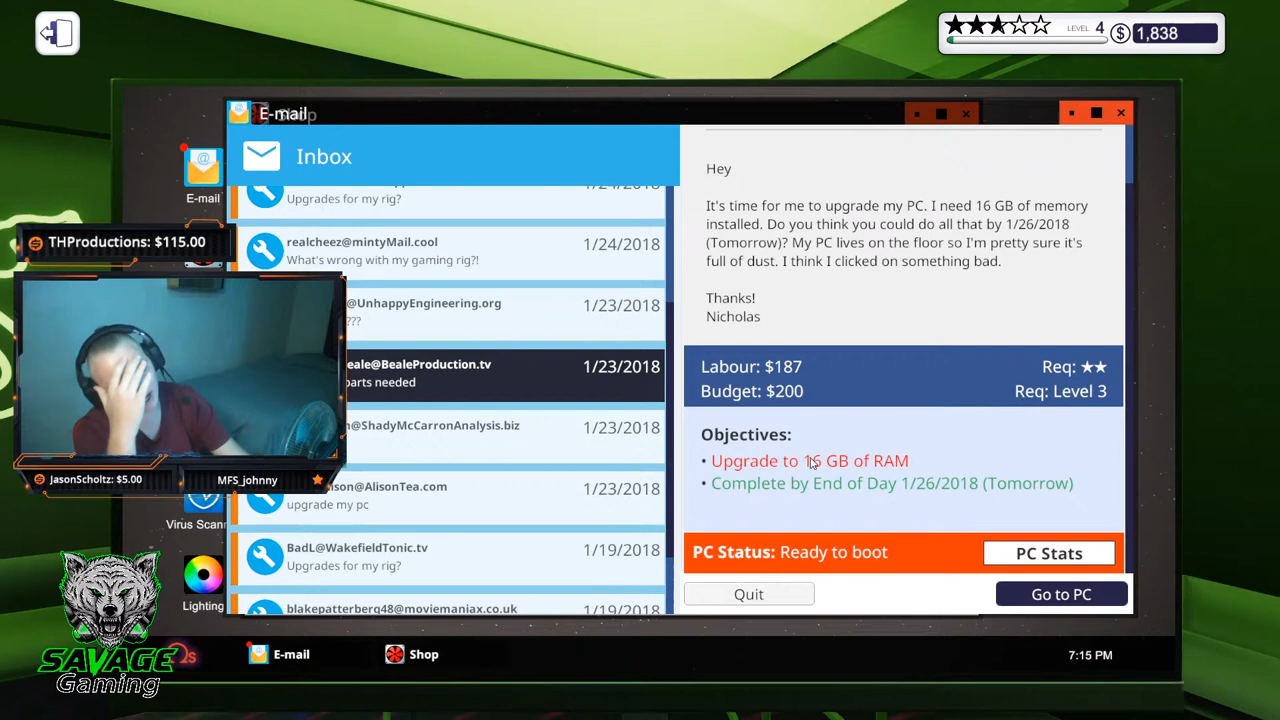 LEVEL 4 $ 1,838
E-mail
Inbox
Upgrades for my rig?
realcheez@mintyMail.cool 1/24/2018
What's wrong with my gaming rig?!
@UnhappyEngineering.org 1/23/2018
???
eale@BealeProduction.tv 1/23/2018
parts needed
@ShadyMcCarronAnalysis.biz 1/23/2018
son@AlisonTea.com 1/23/2018
upgrade my pc
BadL@WakefieldTonic.tv 1/19/2018
Upgrades for my rig?
blakepatterberg48@moviemaniax.co.uk 1/19/2018
Hey
It's time for me to upgrade my PC. I need 16 GB of memory
installed. Do you think you could do all that by 1/26/2018
(Tomorrow)? My PC lives on the floor so I'm pretty sure it's
full of dust. I think I clicked on something bad.
Thanks!
Nicholas
Labour: $187 Req: ★★
Budget: $200 Req: Level 3
Objectives:
• Upgrade to 16 GB of RAM
• Complete by End of Day 1/26/2018 (Tomorrow)
PC Status: Ready to boot PC Stats
Quit Go to PC
E-mail
THProductions: $115.00
JasonScholtz: $5.00 MFS_johnny
Virus Scann
Lighting
SAVAGE
Gaming
E-mail Shop 7:15 PM